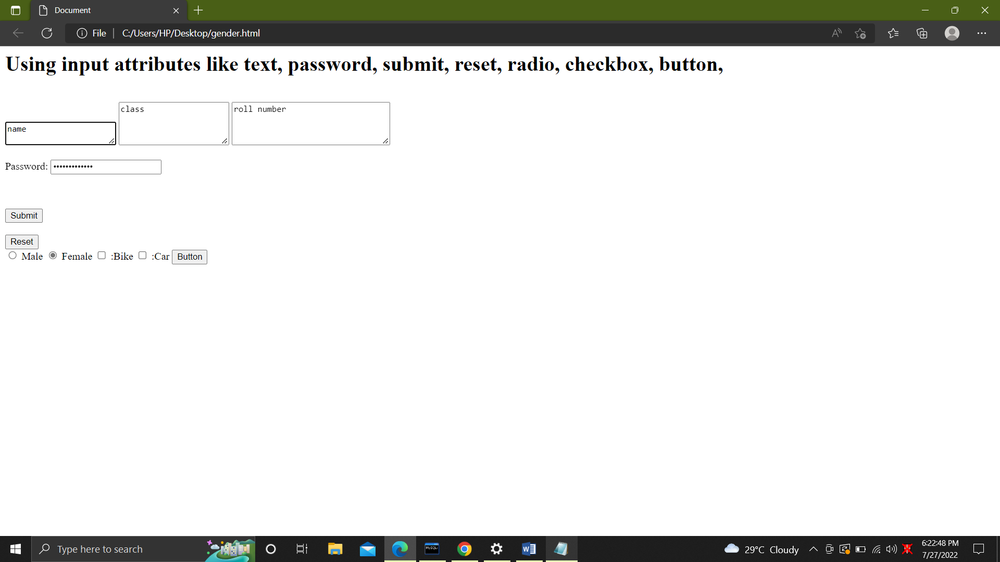 Document
File C:/Users/HP/Desktop/gender.html
Using input attributes like text, password, submit, reset, radio, checkbox, button,
name
class
roll number
Password: •••••••••••••
Submit
Reset
Male Female :Bike :Car Button
Type here to search
MySQL
29°C Cloudy
6:22:48 PM
7/27/2022